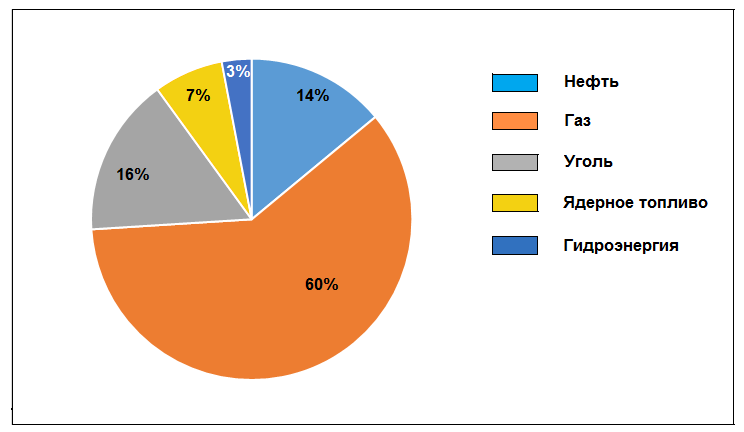 3%
14%
7%
16%
60%
Нефть
Газ
Уголь
Ядерное топливо
Гидроэнергия